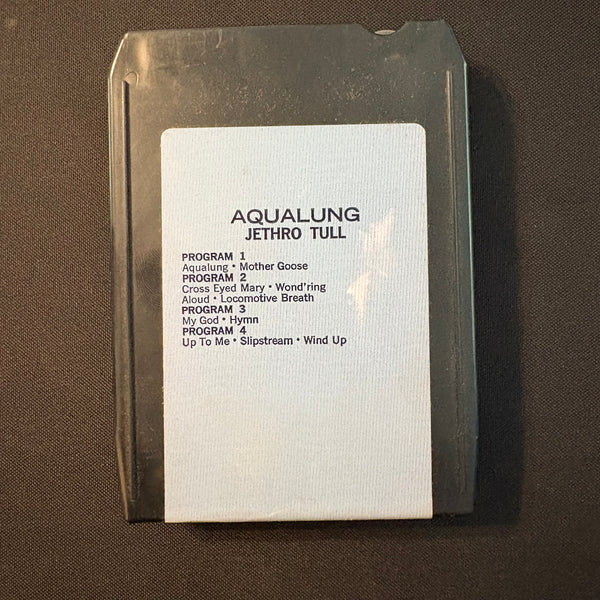 AQUALUNG
JETHRO TULL
PROGRAM 1
Aqualung • Mother Goose
PROGRAM 2
Cross Eyed Mary • Wond'ring
Aloud • Locomotive Breath
PROGRAM 3
My God • Hymn
PROGRAM 4
Up To Me • Slipstream • Wind Up